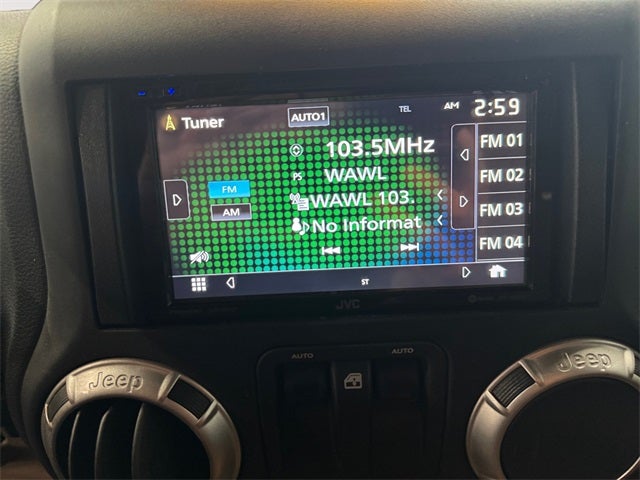 Tuner
AUTO1
TEL
AM 2:59
103.5MHz
PS WAWL
WAWL 103.
No Informat
FM
AM
FM 01
FM 02
FM 03
FM 04
ST
JVC
Jeep
AUTO
AUTO
Jeep